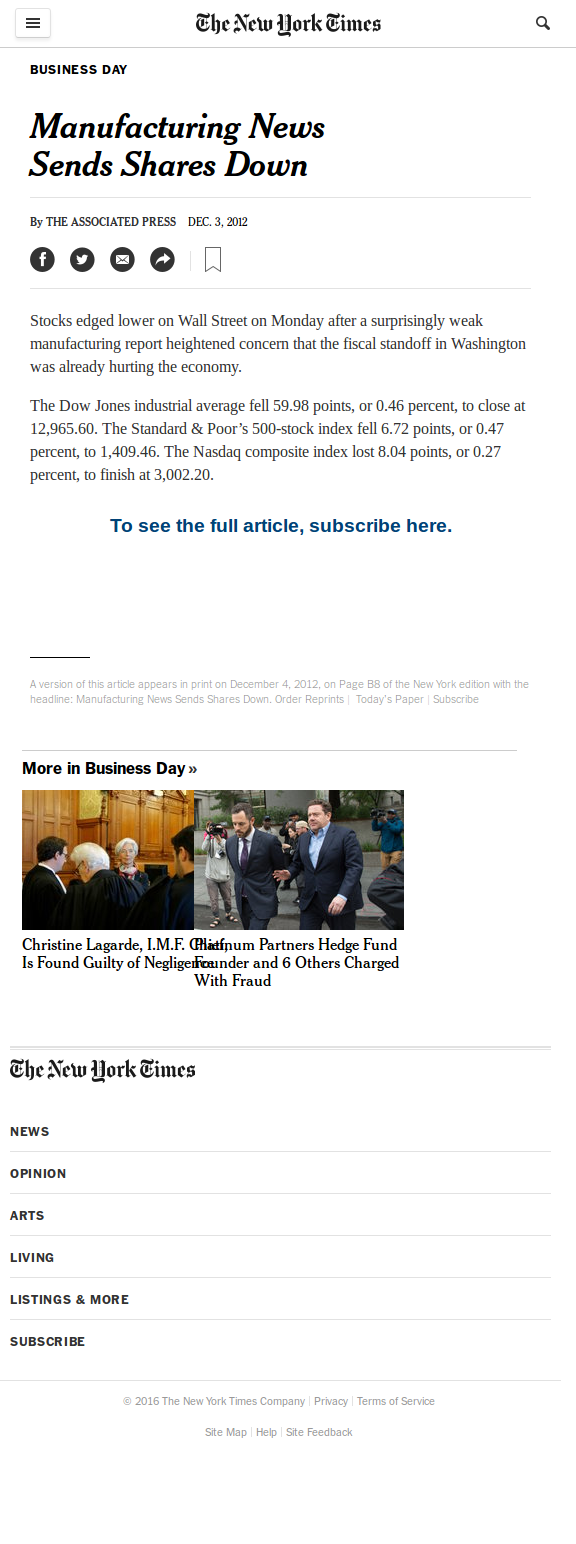 The New York Times
BUSINESS DAY
Manufacturing News
Sends Shares Down
By THE ASSOCIATED PRESS DEC. 3, 2012
Stocks edged lower on Wall Street on Monday after a surprisingly weak
manufacturing report heightened concern that the fiscal standoff in Washington
was already hurting the economy.
The Dow Jones industrial average fell 59.98 points, or 0.46 percent, to close at
12,965.60. The Standard & Poor’s 500-stock index fell 6.72 points, or 0.47
percent, to 1,409.46. The Nasdaq composite index lost 8.04 points, or 0.27
percent, to finish at 3,002.20.
To see the full article, subscribe here.
A version of this article appears in print on December 4, 2012, on Page B8 of the New York edition with the
headline: Manufacturing News Sends Shares Down. Order Reprints | Today's Paper | Subscribe
More in Business Day »
Christine Lagarde, I.M.F. Chief,
Is Found Guilty of Negligence
Platinum Partners Hedge Fund
Founder and 6 Others Charged
With Fraud
The New York Times
NEWS
OPINION
ARTS
LIVING
LISTINGS & MORE
SUBSCRIBE
© 2016 The New York Times Company | Privacy | Terms of Service
Site Map | Help | Site Feedback